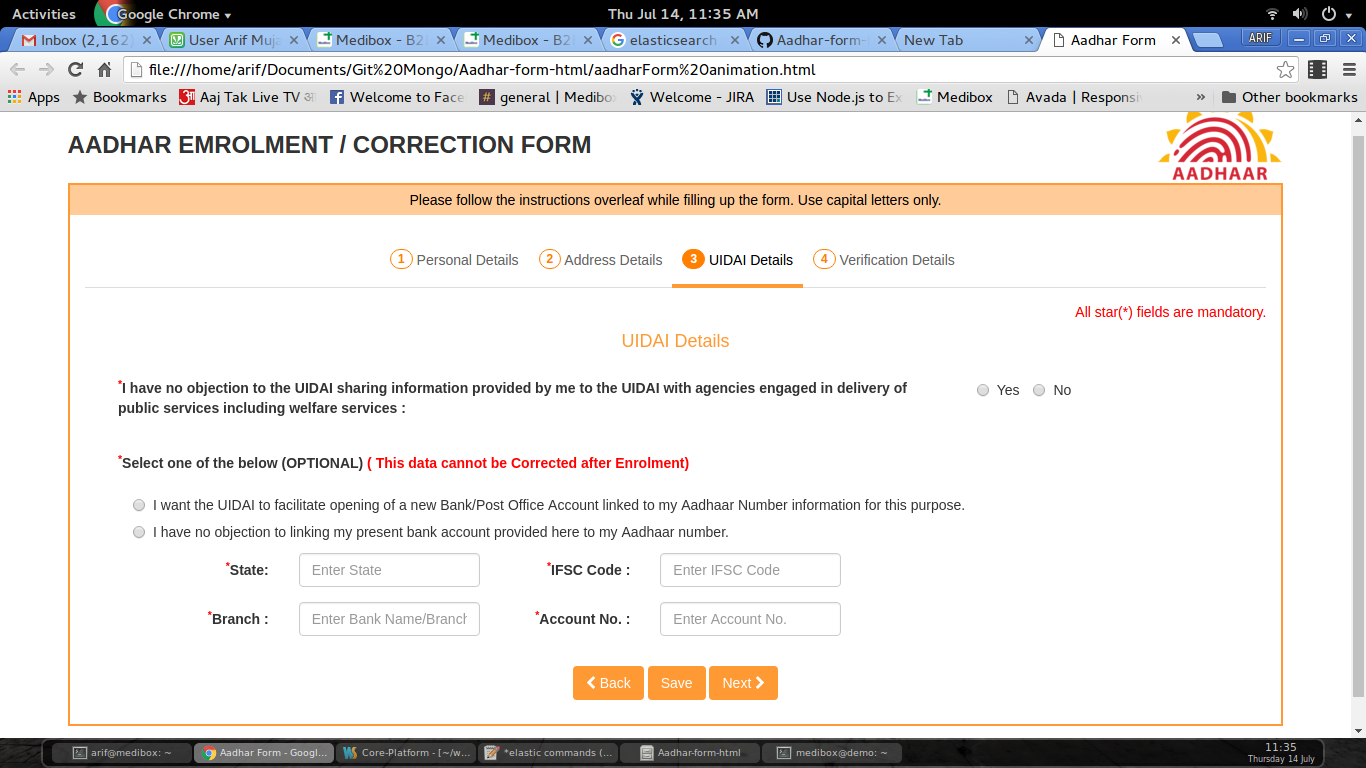 Activities Google Chrome Thu Jul 14, 11:35 AM
Inbox (2,162 User Arif Muja Medibox - B2 Medibox - B2 elasticsearch Aadhar-form- New Tab Aadhar Form ARIF
file:///home/arif/Documents/Git%20Mongo/Aadhar-form-html/aadharForm%20animation.html
Apps Bookmarks Aaj Tak Live TV Welcome to Face general | Medibo Welcome - JIRA Use Node.js to Ex Medibox Avada | Responsi » Other bookmarks
AADHAR EMROLMENT / CORRECTION FORM
AADHAAR
Please follow the instructions overleaf while filling up the form. Use capital letters only.
1 Personal Details 2 Address Details 3 UIDAI Details 4 Verification Details
All star(*) fields are mandatory.
UIDAI Details
*I have no objection to the UIDAI sharing information provided by me to the UIDAI with agencies engaged in delivery of
public services including welfare services :
Yes No
*Select one of the below (OPTIONAL) ( This data cannot be Corrected after Enrolment)
I want the UIDAI to facilitate opening of a new Bank/Post Office Account linked to my Aadhaar Number information for this purpose.
I have no objection to linking my present bank account provided here to my Aadhaar number.
*State: Enter State *IFSC Code : Enter IFSC Code
*Branch : Enter Bank Name/Branch *Account No. : Enter Account No.
Back Save Next
arif@medibox: ~ Aadhar Form - Googl... Core-Platform - [~/w... *elastic commands (... Aadhar-form-html medibox@demo: ~ 11:35
Thursday 14 July